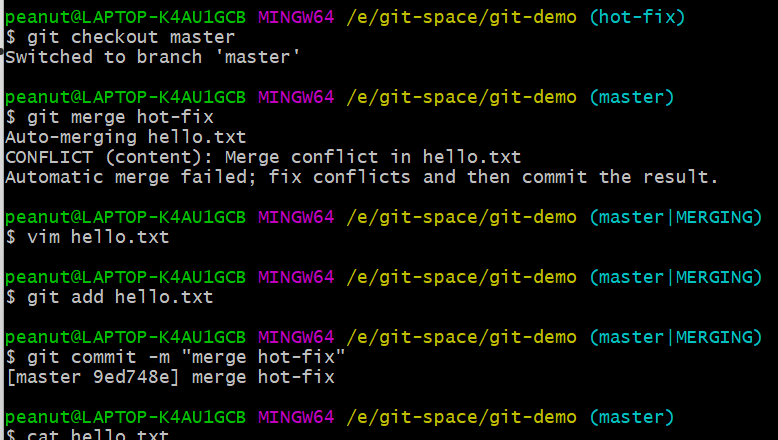 peanut@LAPTOP-K4AU1GCB MINGW64 /e/git-space/git-demo (hot-fix)
$ git checkout master
Switched to branch 'master'
peanut@LAPTOP-K4AU1GCB MINGW64 /e/git-space/git-demo (master)
$ git merge hot-fix
Auto-merging hello.txt
CONFLICT (content): Merge conflict in hello.txt
Automatic merge failed; fix conflicts and then commit the result.
peanut@LAPTOP-K4AU1GCB MINGW64 /e/git-space/git-demo (master|MERGING)
$ vim hello.txt
peanut@LAPTOP-K4AU1GCB MINGW64 /e/git-space/git-demo (master|MERGING)
$ git add hello.txt
peanut@LAPTOP-K4AU1GCB MINGW64 /e/git-space/git-demo (master|MERGING)
$ git commit -m "merge hot-fix"
[master 9ed748e] merge hot-fix
peanut@LAPTOP-K4AU1GCB MINGW64 /e/git-space/git-demo (master)
$ cat hello.txt